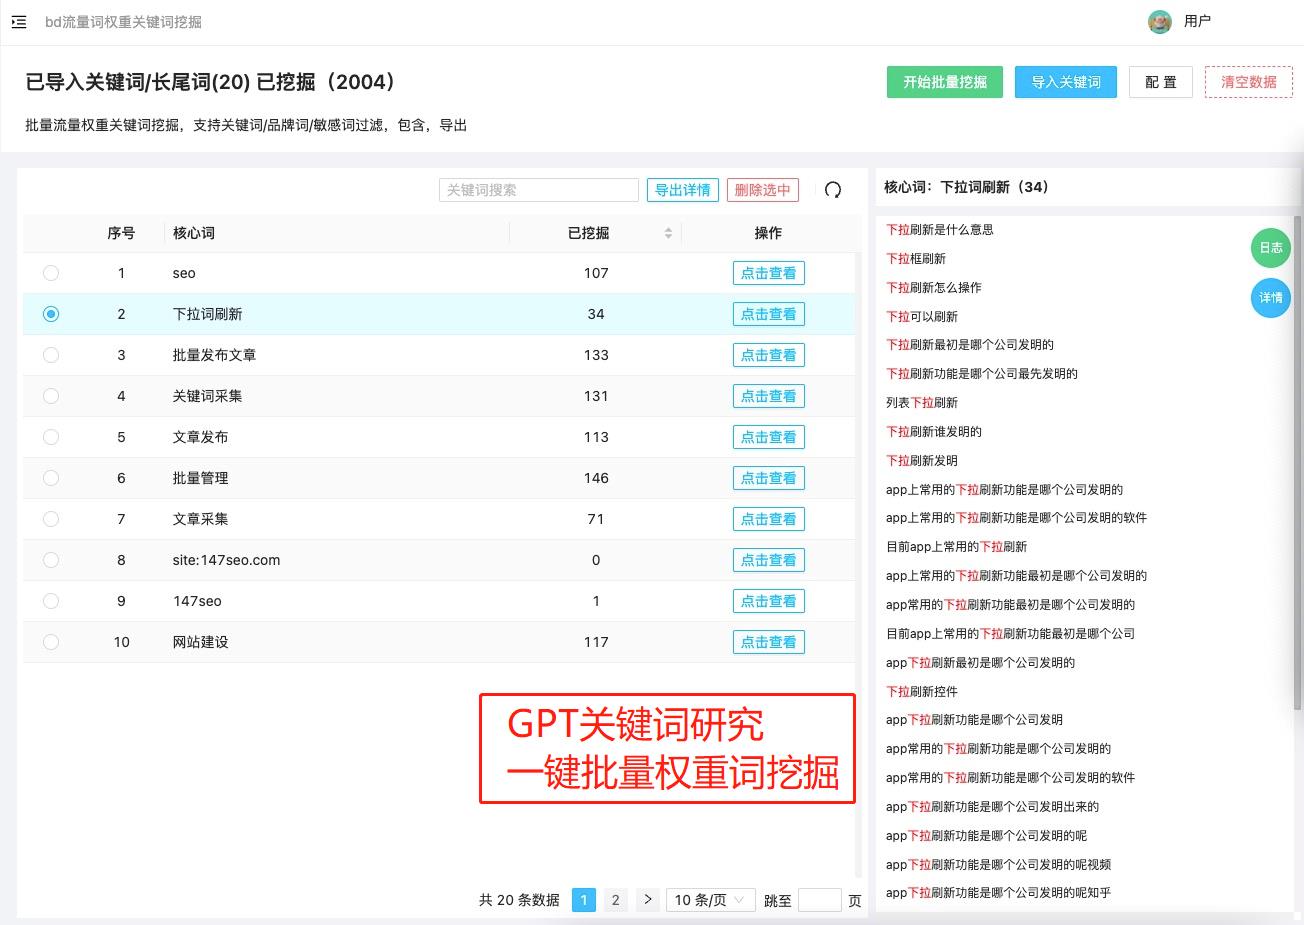 bd流量词权重关键词挖掘
用户
已导入关键词/长尾词(20) 已挖掘（2004）
开始批量挖掘
导入关键词
配 置
清空数据
批量流量权重关键词挖掘，支持关键词/品牌词/敏感词过滤，包含，导出
关键词搜索
导出详情
删除选中
序号 核心词 已挖掘 操作
1 seo 107 点击查看
2 下拉词刷新 34 点击查看
3 批量发布文章 133 点击查看
4 关键词采集 131 点击查看
5 文章发布 113 点击查看
6 批量管理 146 点击查看
7 文章采集 71 点击查看
8 site:147seo.com 0 点击查看
9 147seo 1 点击查看
10 网站建设 117 点击查看
GPT关键词研究
一键批量权重词挖掘
共 20 条数据 1 2 > 10 条/页 跳至 页
核心词：下拉词刷新（34）
日志
详情
下拉刷新是什么意思
下拉框刷新
下拉刷新怎么操作
下拉可以刷新
下拉刷新最初是哪个公司发明的
下拉刷新功能是哪个公司最先发明的
列表下拉刷新
下拉刷新谁发明的
下拉刷新发明
app上常用的下拉刷新功能是哪个公司发明的
app上常用的下拉刷新功能是哪个公司发明的软件
目前app上常用的下拉刷新
app上常用的下拉刷新功能最初是哪个公司发明的
app常用的下拉刷新功能最初是哪个公司发明的
目前app上常用的下拉刷新功能最初是哪个公司
app下拉刷新最初是哪个公司发明的
下拉刷新控件
app下拉刷新功能是哪个公司发明
app常用的下拉刷新功能是哪个公司发明的
app常用的下拉刷新功能是哪个公司发明的软件
app下拉刷新功能是哪个公司发明出来的
app下拉刷新功能是哪个公司发明的呢
app下拉刷新功能是哪个公司发明的呢视频
app下拉刷新功能是哪个公司发明的呢知乎